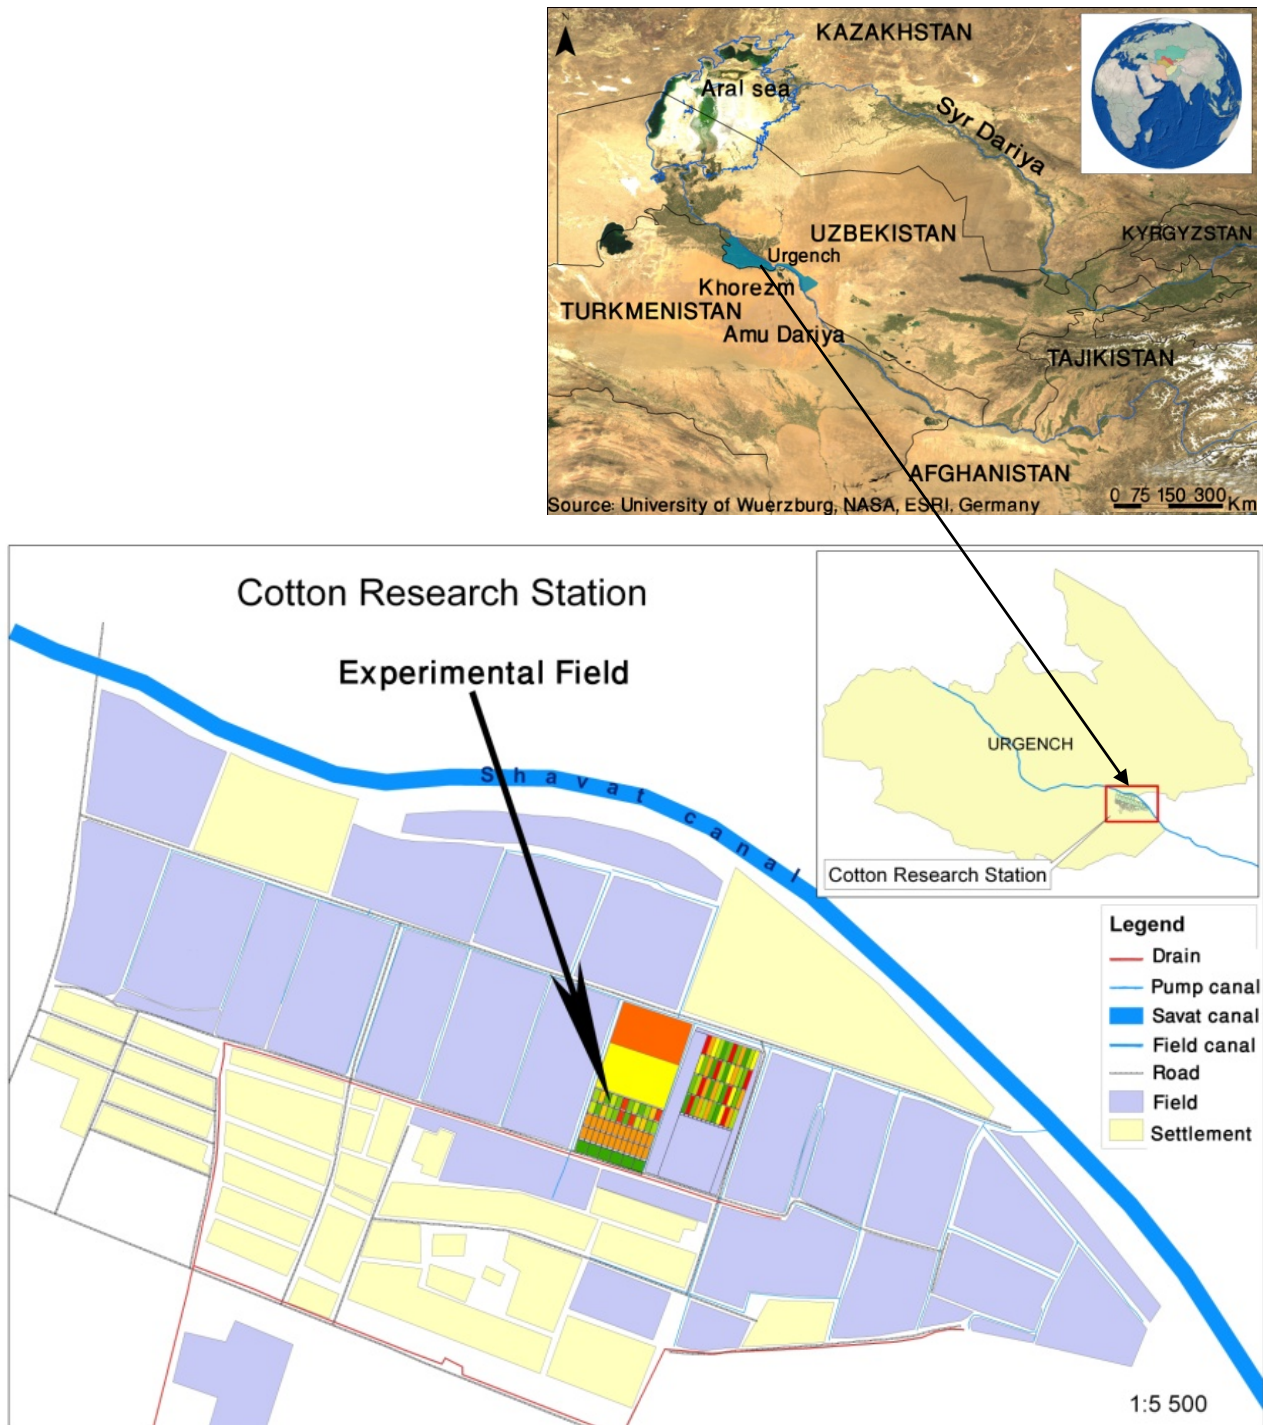 N
KAZAKHSTAN
Aral sea
Syr Dariya
UZBEKISTAN
KYRGYZSTAN
Urgench
Khorezm
TURKMENISTAN
Amu Dariya
TAJIKISTAN
AFGHANISTAN
Source: University of Wuerzburg, NASA, ESRI, Germany
0 75 150 300 Km
Cotton Research Station
Experimental Field
Shavat canal
URGENCH
Cotton Research Station
Legend
Drain
Pump canal
Savat canal
Field canal
Road
Field
Settlement
1:5 500